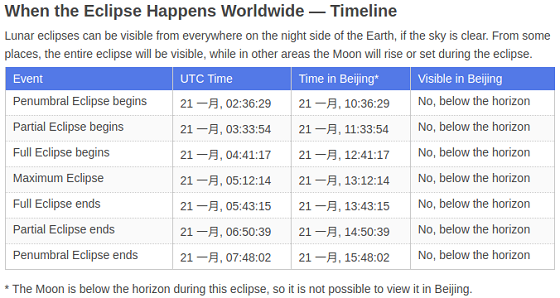 When the Eclipse Happens Worldwide — Timeline
Lunar eclipses can be visible from everywhere on the night side of the Earth, if the sky is clear. From some
places, the entire eclipse will be visible, while in other areas the Moon will rise or set during the eclipse.
Event UTC Time Time in Beijing* Visible in Beijing
Penumbral Eclipse begins 21 一月, 02:36:29 21 一月, 10:36:29 No, below the horizon
Partial Eclipse begins 21 一月, 03:33:54 21 一月, 11:33:54 No, below the horizon
Full Eclipse begins 21 一月, 04:41:17 21 一月, 12:41:17 No, below the horizon
Maximum Eclipse 21 一月, 05:12:14 21 一月, 13:12:14 No, below the horizon
Full Eclipse ends 21 一月, 05:43:15 21 一月, 13:43:15 No, below the horizon
Partial Eclipse ends 21 一月, 06:50:39 21 一月, 14:50:39 No, below the horizon
Penumbral Eclipse ends 21 一月, 07:48:02 21 一月, 15:48:02 No, below the horizon
* The Moon is below the horizon during this eclipse, so it is not possible to view it in Beijing.